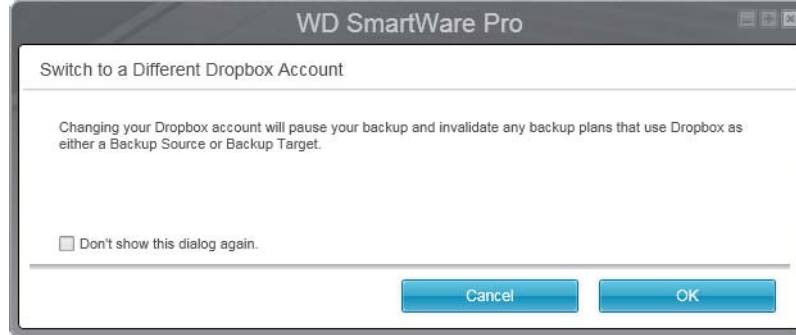 WD SmartWare Pro
Switch to a Different Dropbox Account
Changing your Dropbox account will pause your backup and invalidate any backup plans that use Dropbox as
either a Backup Source or Backup Target.
Don't show this dialog again.
Cancel
OK